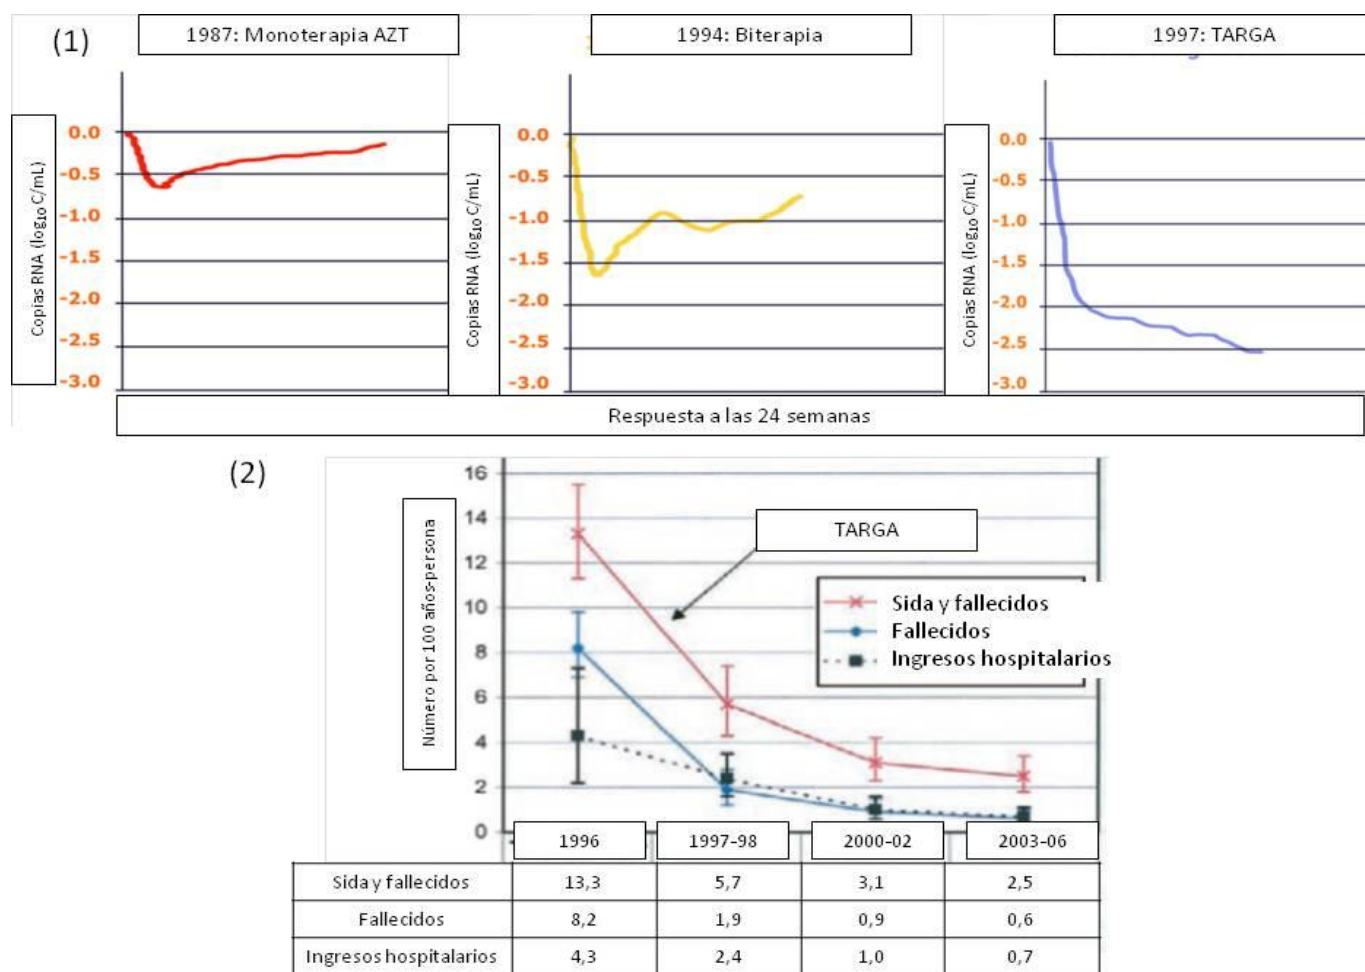 (1)
1987: Monoterapia AZT
1994: Biterapia
1997: TARGA
Copias RNA (log₁₀ C/mL)
0.0
-0.5
-1.0
-1.5
-2.0
-2.5
-3.0
Copias RNA (log₁₀ C/mL)
0.0
-0.5
-1.0
-1.5
-2.0
-2.5
-3.0
Copias RNA (log₁₀ C/mL)
0.0
-0.5
-1.0
-1.5
-2.0
-2.5
-3.0
Respuesta a las 24 semanas
(2)
Número por 100 años-persona
16
14
12
10
8
6
4
2
0
TARGA
Sida y fallecidos
Fallecidos
Ingresos hospitalarios
1996 1997-98 2000-02 2003-06
Sida y fallecidos 13,3 5,7 3,1 2,5
Fallecidos 8,2 1,9 0,9 0,6
Ingresos hospitalarios 4,3 2,4 1,0 0,7